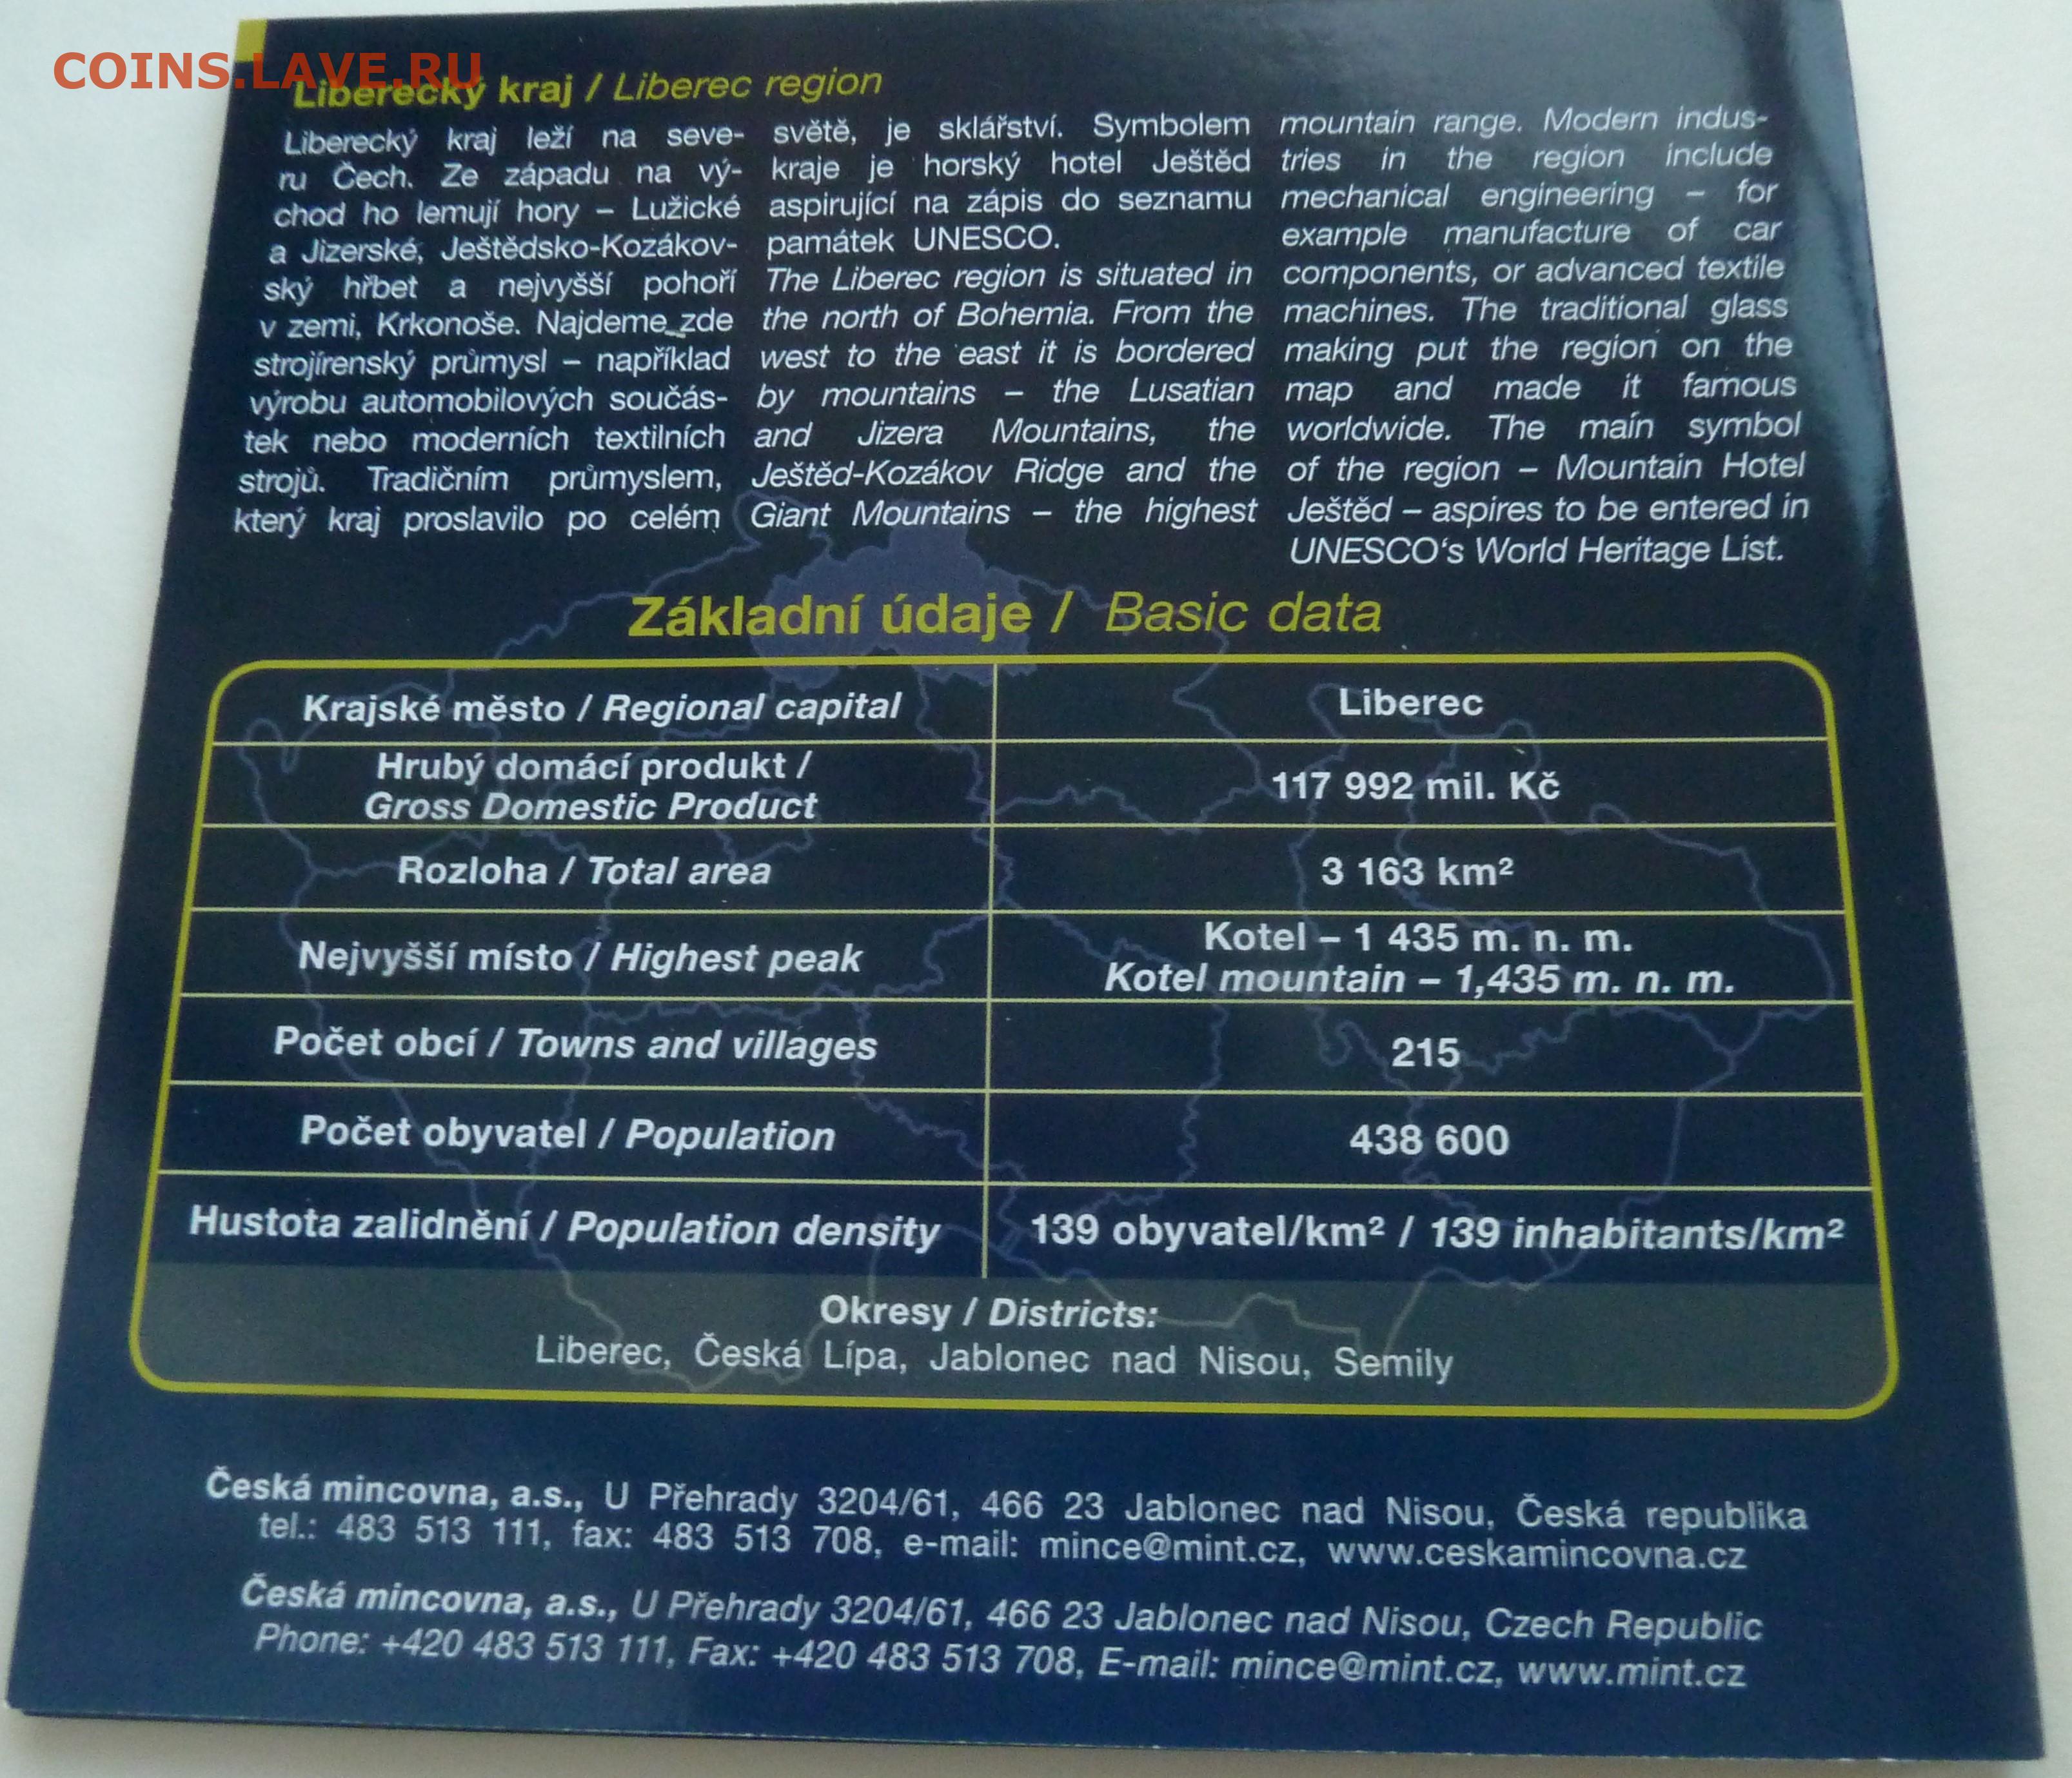 COINS.LAVE.RU
Liberecký kraj / Liberec region
Liberecký kraj leží na seve-
ru Čech. Ze západu na vý-
chod ho lemují hory – Lužické
a Jizerské, Ještědsko-Kozákov-
ský hřbet a nejvyšší pohoří
v zemi, Krkonoše. Najdeme zde
strojírenský průmysl – například
výrobu automobilových součás-
tek nebo moderních textilních
strojů. Tradičním průmyslem,
který kraj proslavilo po celém
světě, je sklářství. Symbolem
kraje je horský hotel Ještěd
aspirující na zápis do seznamu
památek UNESCO.
The Liberec region is situated in
the north of Bohemia. From the
west to the east it is bordered
by mountains – the Lusatian
and Jizera Mountains, the
Ještěd-Kozákov Ridge and the
Giant Mountains – the highest
mountain range. Modern indus-
tries in the region include
mechanical engineering – for
example manufacture of car
components, or advanced textile
machines. The traditional glass
making put the region on the
map and made it famous
worldwide. The main symbol
of the region – Mountain Hotel
Ještěd – aspires to be entered in
UNESCO‘s World Heritage List.
Základní údaje / Basic data
Krajské město / Regional capital
Liberec
Hrubý domácí produkt /
Gross Domestic Product
117 992 mil. Kč
Rozloha / Total area
3 163 km²
Nejvyšší místo / Highest peak
Kotel – 1 435 m. n. m.
Kotel mountain – 1,435 m. n. m.
Počet obcí / Towns and villages
215
Počet obyvatel / Population
438 600
Hustota zalidnění / Population density
139 obyvatel/km² / 139 inhabitants/km²
Okresy / Districts:
Liberec, Česká Lípa, Jablonec nad Nisou, Semily
Česká mincovna, a.s., U Přehrady 3204/61, 466 23 Jablonec nad Nisou, Česká republika
tel.: 483 513 111, fax: 483 513 708, e-mail: mince@mint.cz, www.ceskamincovna.cz
Česká mincovna, a.s., U Přehrady 3204/61, 466 23 Jablonec nad Nisou, Czech Republic
Phone: +420 483 513 111, Fax: +420 483 513 708, E-mail: mince@mint.cz, www.mint.cz